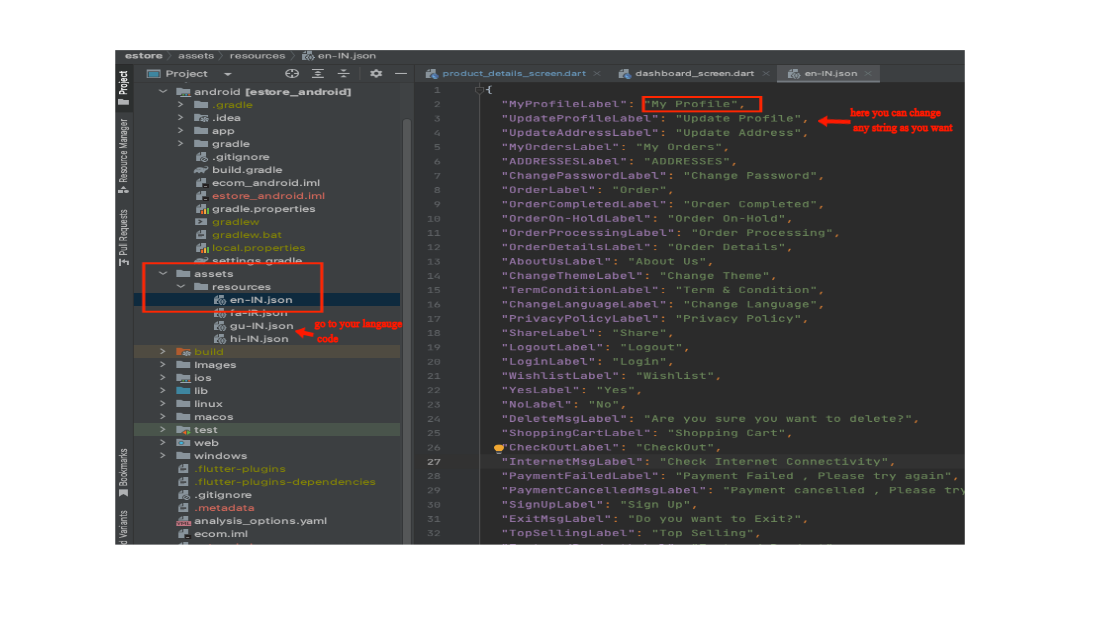 estore assets resources en-IN.json
Project
product_details_screen.dart
dashboard_screen.dart
en-IN.json
Project
Resource Manager
Pull Requests
Bookmarks
android [estore_android]
.gradle
.idea
app
gradle
.gitignore
build.gradle
ecom_android.iml
estore_android.iml
gradle.properties
gradlew
gradlew.bat
local.properties
settings.gradle
assets
resources
en-IN.json
fa-IR.json
gu-IN.json
hi-IN.json
go to your langauge
code
build
Images
ios
lib
linux
macos
test
web
windows
.flutter-plugins
.flutter-plugins-dependencies
.gitignore
.metadata
analysis_options.yaml
ecom.iml
1 {
2 "MyProfileLabel": "My Profile",
3 "UpdateProfileLabel": "Update Profile",
4 "UpdateAddressLabel": "Update Address",
5 "MyOrdersLabel": "My Orders",
6 "ADDRESSESLabel": "ADDRESSES",
7 "ChangePasswordLabel": "Change Password",
8 "OrderLabel": "Order",
9 "OrderCompletedLabel": "Order Completed",
10 "OrderOn-HoldLabel": "Order On-Hold",
11 "OrderProcessingLabel": "Order Processing",
12 "OrderDetailsLabel": "Order Details",
13 "AboutUsLabel": "About Us",
14 "ChangeThemeLabel": "Change Theme",
15 "TermConditionLabel": "Term & Condition",
16 "ChangeLanguageLabel": "Change Language",
17 "PrivacyPolicyLabel": "Privacy Policy",
18 "ShareLabel": "Share",
19 "LogoutLabel": "Logout",
20 "LoginLabel": "Login",
21 "WishlistLabel": "Wishlist",
22 "YesLabel": "Yes",
23 "NoLabel": "No",
24 "DeleteMsgLabel": "Are you sure you want to delete?",
25 "ShoppingCartLabel": "Shopping Cart",
26 "CheckOutLabel": "CheckOut",
27 "InternetMsgLabel": "Check Internet Connectivity",
28 "PaymentFailedLabel": "Payment Failed , Please try again",
29 "PaymentCancelledMsgLabel": "Payment cancelled , Please try
30 "SignUpLabel": "Sign Up",
31 "ExitMsgLabel": "Do you want to Exit?",
32 "TopSellingLabel": "Top Selling",
here you can change
any string as you want